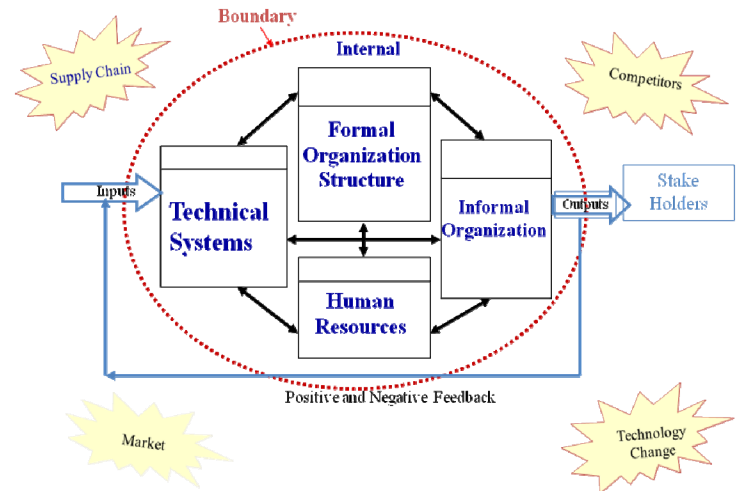 Boundary
Internal
Supply Chain
Competitors
Formal
Organization
Structure
Inputs
Technical
Systems
Informal
Organization
Outputs
Stake
Holders
Human
Resources
Positive and Negative Feedback
Market
Technology
Change